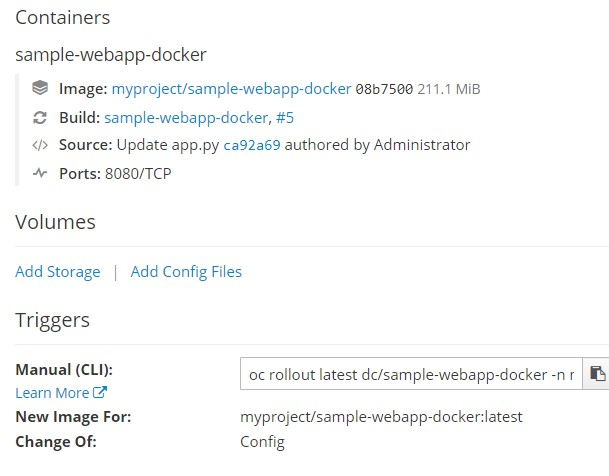 Containers
sample-webapp-docker
Image: myproject/sample-webapp-docker 08b7500 211.1 MiB
Build: sample-webapp-docker, #5
Source: Update app.py ca92a69 authored by Administrator
Ports: 8080/TCP
Volumes
Add Storage | Add Config Files
Triggers
Manual (CLI): oc rollout latest dc/sample-webapp-docker -n
Learn More
New Image For: myproject/sample-webapp-docker:latest
Change Of: Config